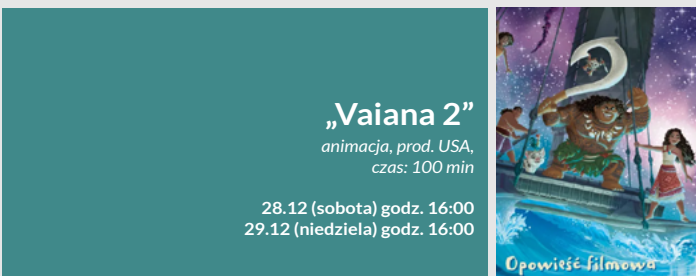 „Vaiana 2”
animacja, prod. USA,
czas: 100 min
28.12 (sobota) godz. 16:00
29.12 (niedziela) godz. 16:00
Opowieść filmowa